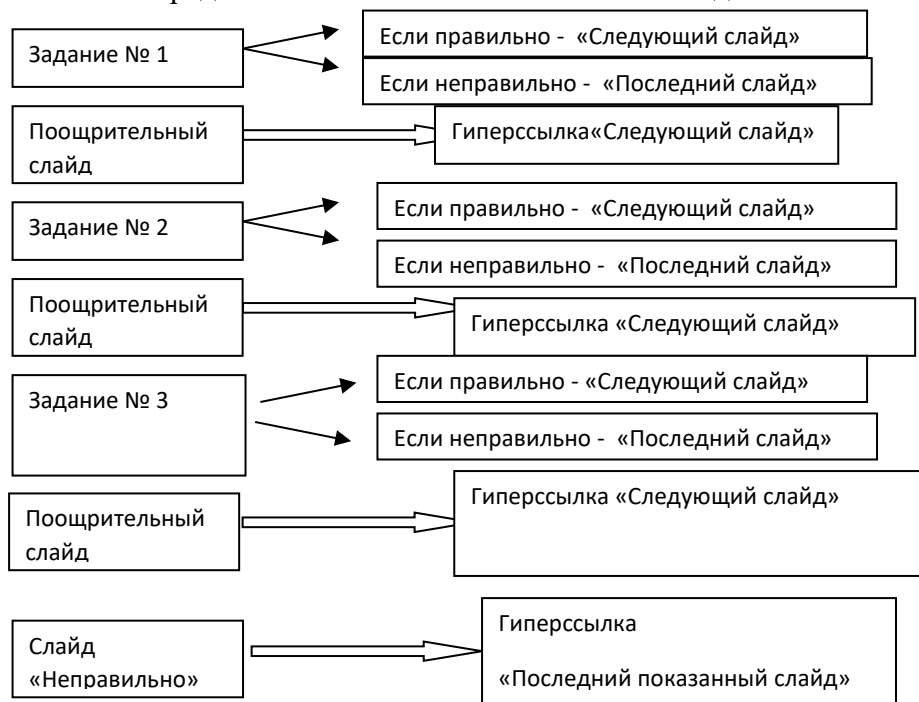 Задание № 1
Если правильно - «Следующий слайд»
Если неправильно - «Последний слайд»
Поощрительный
слайд
Гиперссылка«Следующий слайд»
Задание № 2
Если правильно - «Следующий слайд»
Если неправильно - «Последний слайд»
Поощрительный
слайд
Гиперссылка «Следующий слайд»
Задание № 3
Если правильно - «Следующий слайд»
Если неправильно - «Последний слайд»
Поощрительный
слайд
Гиперссылка «Следующий слайд»
Слайд
«Неправильно»
Гиперссылка
«Последний показанный слайд»